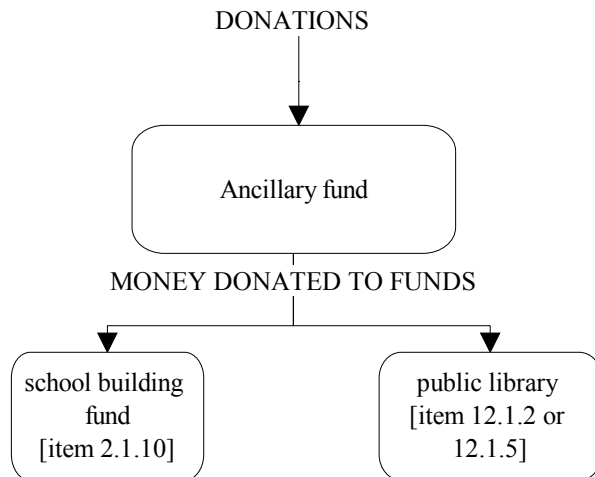 DONATIONS
Ancillary fund
MONEY DONATED TO FUNDS
school building
fund
[item 2.1.10]
public library
[item 12.1.2 or
12.1.5]